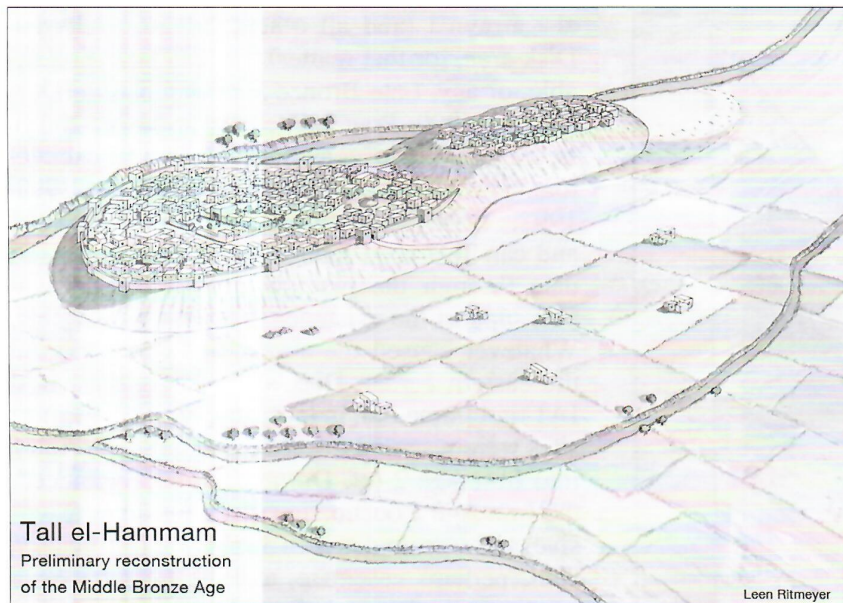 Tall el-Hammam
Preliminary reconstruction
of the Middle Bronze Age
Leen Ritmeyer